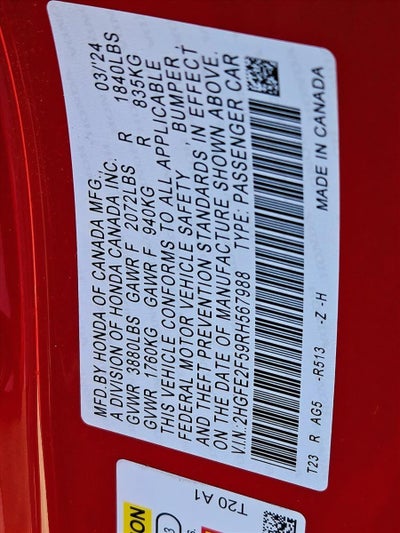 MFD.BY HONDA OF CANADA MFG., 03/'24
A DIVISION OF HONDA CANADA INC.
GVWR 3880LBS GAWR F 2072LBS R 1840LBS
GVWR 1760KG GAWR F 940KG R 835KG
THIS VEHICLE CONFORMS TO ALL APPLICABLE
FEDERAL MOTOR VEHICLE SAFETY, BUMPER,
AND THEFT PREVENTION STANDARDS IN EFFECT
ON THE DATE OF MANUFACTURE SHOWN ABOVE.
V.I.N.:2HGFE2F59RH567988 TYPE: PASSENGER CAR
T23 R AG5 -R513 -Z -H MADE IN CANADA
T20 A1